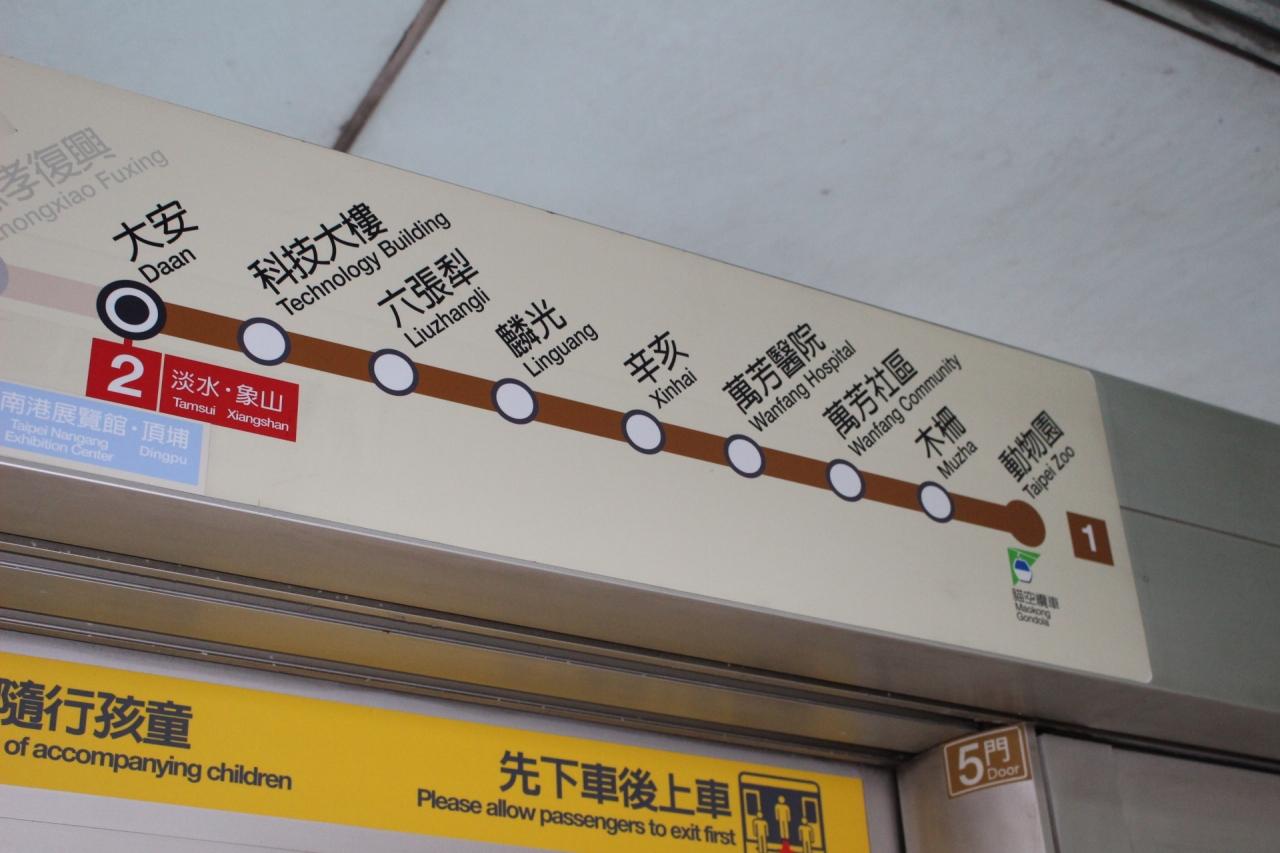 孝復興
Zhongxiao Fuxing
大安
Daan
科技大樓
Technology Building
六張犁
Liuzhangli
麟光
Linguang
辛亥
Xinhai
萬芳醫院
Wanfang Hospital
萬芳社區
Wanfang Community
木柵
Muzha
動物園
Taipei Zoo
1
貓空纜車
Maokong
Gondola
2
淡水・象山
Tamsui Xiangshan
南港展覽館・頂埔
Taipei Nangang
Exhibition Center Dingpu
隨行孩童
of accompanying children
先下車後上車
Please allow passengers to exit first
5門
Door